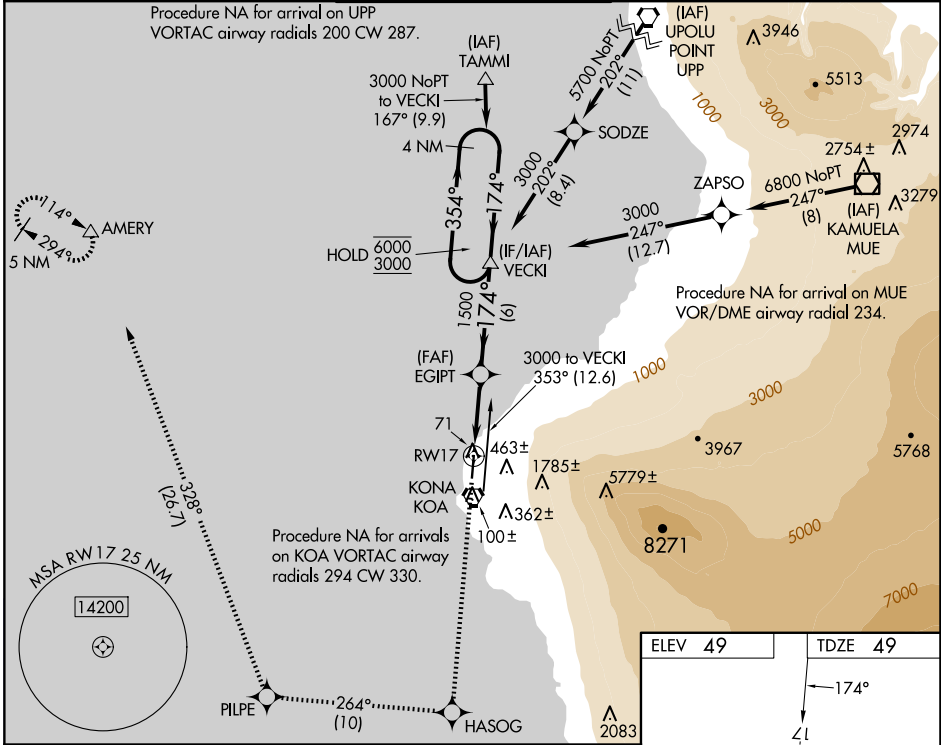 Procedure NA for arrival on UPP
VORTAC airway radials 200 CW 287.
(IAF)
UPOLU
POINT
UPP
3946
5513
(IAF)
TAMMI
3000 NoPT
to VECKI
167° (9.9)
5700 NoPT
202°
(11)
1000
3000
2974
2754±
4 NM
SODZE
3000
202°
(8.4)
ZAPSO
6800 NoPT
247°
(8)
3279
(IAF)
KAMUELA
MUE
354°
174°
114°
294°
AMERY
5 NM
3000
247°
(12.7)
HOLD 6000
3000
(IF/IAF)
VECKI
Procedure NA for arrival on MUE
VOR/DME airway radial 234.
1500
174°
(6)
(FAF)
EGIPT
3000 to VECKI
353° (12.6)
1000
3000
71
RW17
463±
1785±
5779±
3967
5768
KONA
KOA
362±
100±
8271
5000
7000
328°
(26.7)
Procedure NA for arrivals
on KOA VORTAC airway
radials 294 CW 330.
MSA RW17 25 NM
14200
PILPE
264°
(10)
HASOG
2083
ELEV 49
TDZE 49
174°
17